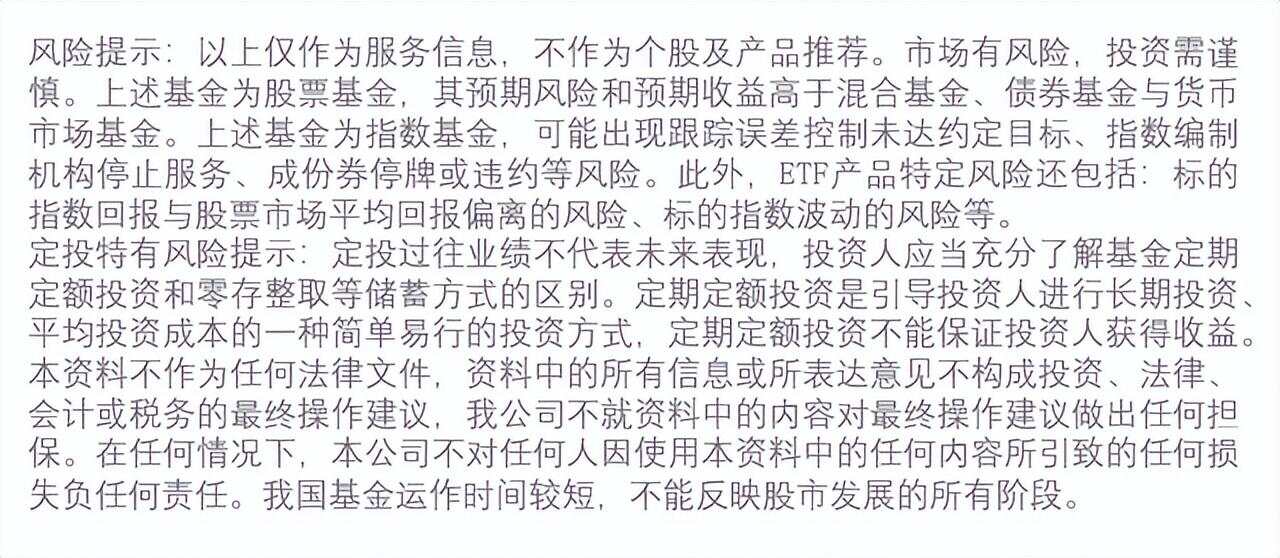 风险提示：以上仅作为服务信息，不作为个股及产品推荐。市场有风险，投资需谨
慎。上述基金为股票基金，其预期风险和预期收益高于混合基金、债券基金与货币
市场基金。上述基金为指数基金，可能出现跟踪误差控制未达约定目标、指数编制
机构停止服务、成份券停牌或违约等风险。此外，ETF产品特定风险还包括：标的
指数回报与股票市场平均回报偏离的风险、标的指数波动的风险等。
定投特有风险提示：定投过往业绩不代表未来表现，投资人应当充分了解基金定期
定额投资和零存整取等储蓄方式的区别。定期定额投资是引导投资人进行长期投资、
平均投资成本的一种简单易行的投资方式，定期定额投资不能保证投资人获得收益。
本资料不作为任何法律文件，资料中的所有信息或所表达意见不构成投资、法律、
会计或税务的最终操作建议，我公司不就资料中的内容对最终操作建议做出任何担
保。在任何情况下，本公司不对任何人因使用本资料中的任何内容所引致的任何损
失负任何责任。我国基金运作时间较短，不能反映股市发展的所有阶段。